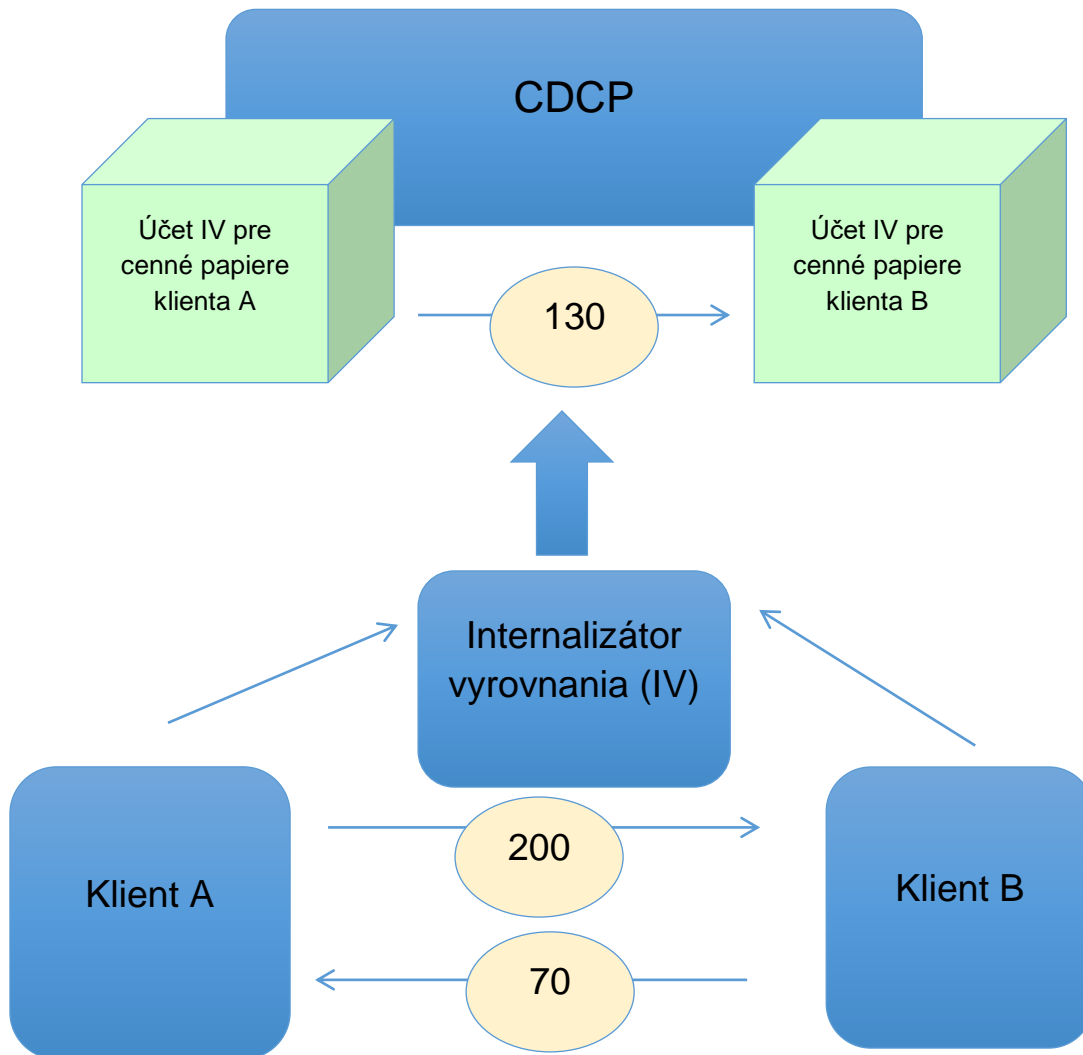 CDCP
Účet IV pre
cenné papiere
klienta A
Účet IV pre
cenné papiere
klienta B
130
Internalizátor
vyrovnania (IV)
Klient A
200
Klient B
70